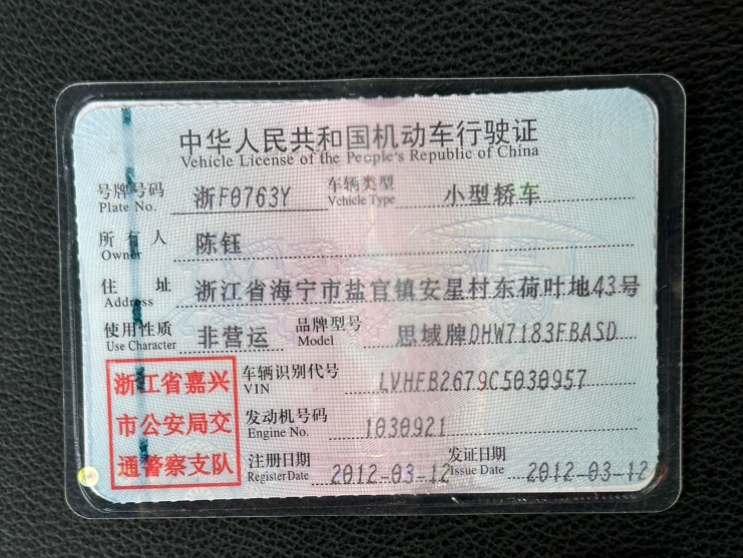 中华人民共和国机动车行驶证
Vehicle License of the People's Republic of China
号牌号码 浙F0763Y 车辆类型 小型轿车
Plate No. Vehicle Type
所有人 陈钰
Owner
住址 浙江省海宁市盐官镇安星村东荷叶地43号
Address
使用性质 非营运 品牌型号 思域牌DHW7183FBASD
Use Character Model
浙江省嘉兴
市公安局交
通警察支队
车辆识别代号 LVHFB2679C5030957
VIN
发动机号码 1030921
Engine No.
注册日期 2012-03-12 发证日期 2012-03-12
Register Date Issue Date